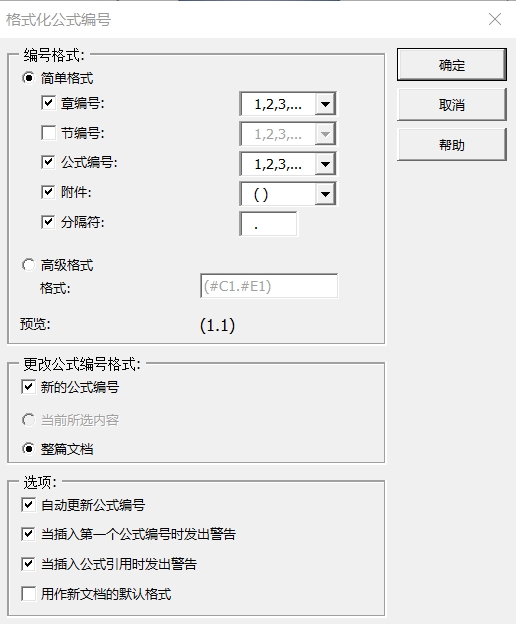 格式化公式编号
编号格式:
确定
简单格式
章编号: 1,2,3,...
取消
节编号: 1,2,3,...
帮助
公式编号: 1,2,3,...
附件: ( )
分隔符: .
高级格式
格式: (#C1.#E1)
预览: (1.1)
更改公式编号格式:
新的公式编号
当前所选内容
整篇文档
选项:
自动更新公式编号
当插入第一个公式编号时发出警告
当插入公式引用时发出警告
用作新文档的默认格式